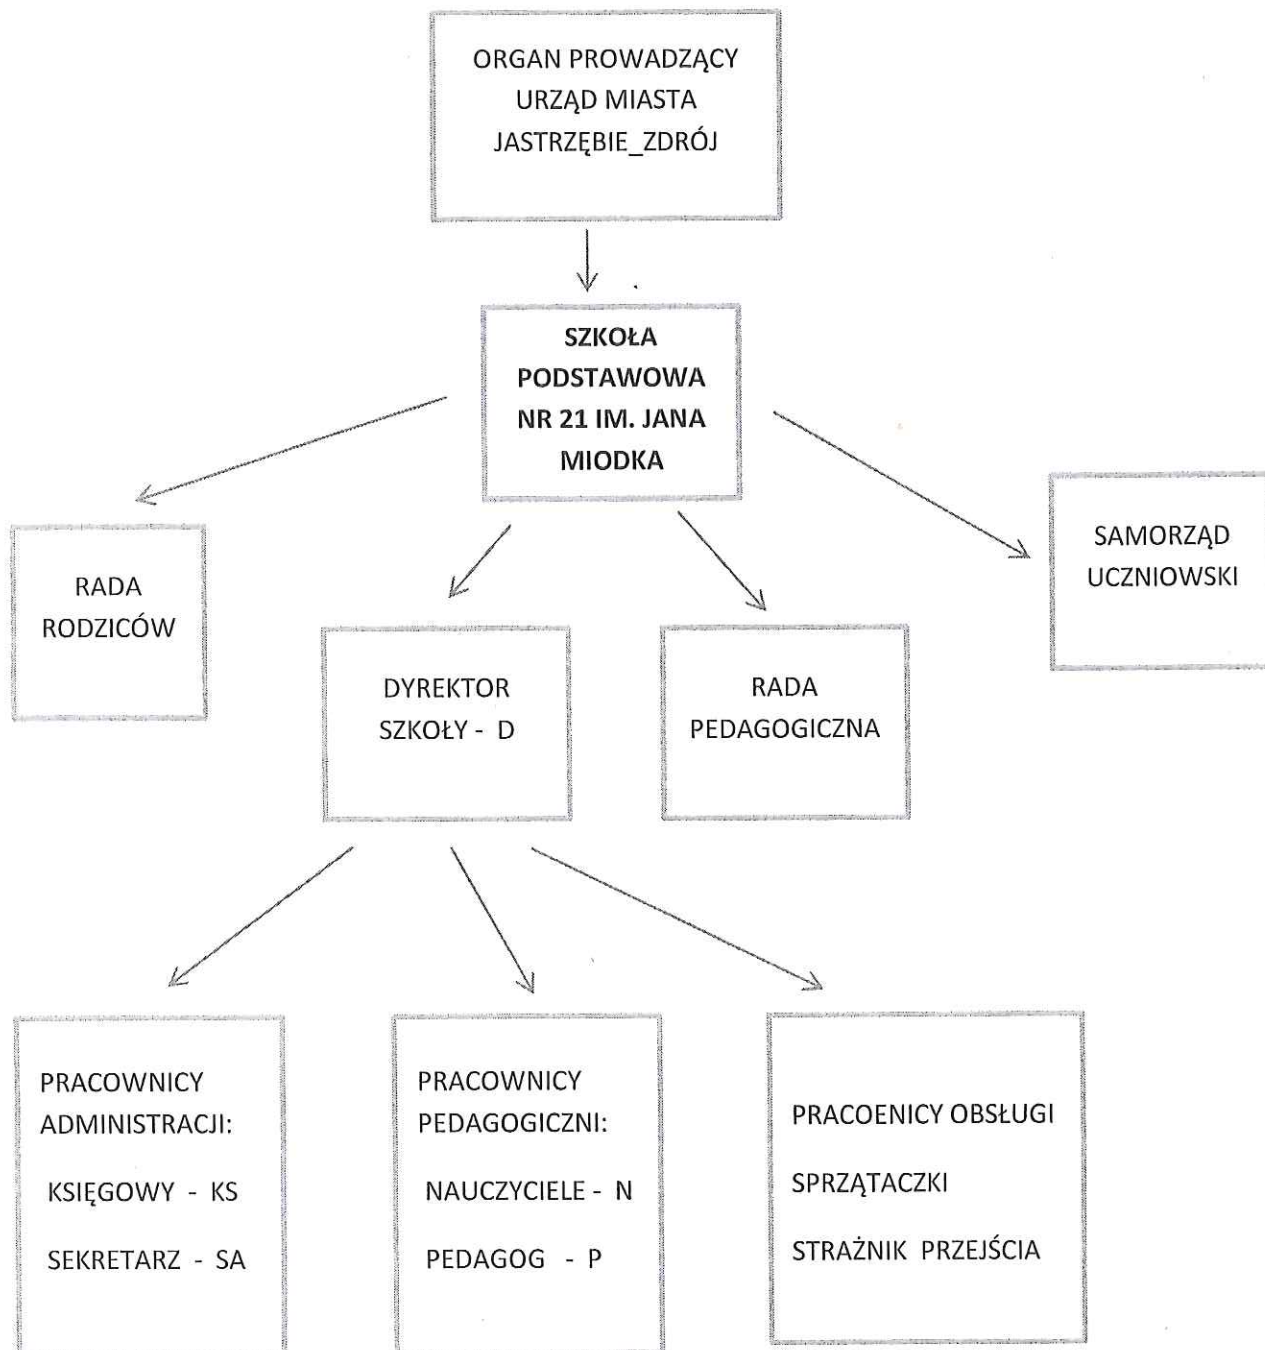 ORGAN PROWADZĄCY
URZĄD MIASTA
JASTRZĘBIE_ZDRÓJ
SZKOŁA
PODSTAWOWA
NR 21 IM. JANA
MIODKA
RADA
RODZICÓW
DYREKTOR
SZKOŁY - D
RADA
PEDAGOGICZNA
SAMORZĄD
UCZNIOWSKI
PRACOWNICY
ADMINISTRACJI:
KSIĘGOWY - KS
SEKRETARZ - SA
PRACOWNICY
PEDAGOGICZNI:
NAUCZYCIELE - N
PEDAGOG - P
PRACOENICY OBSŁUGI
SPRZĄTACZKI
STRAŻNIK PRZEJŚCIA